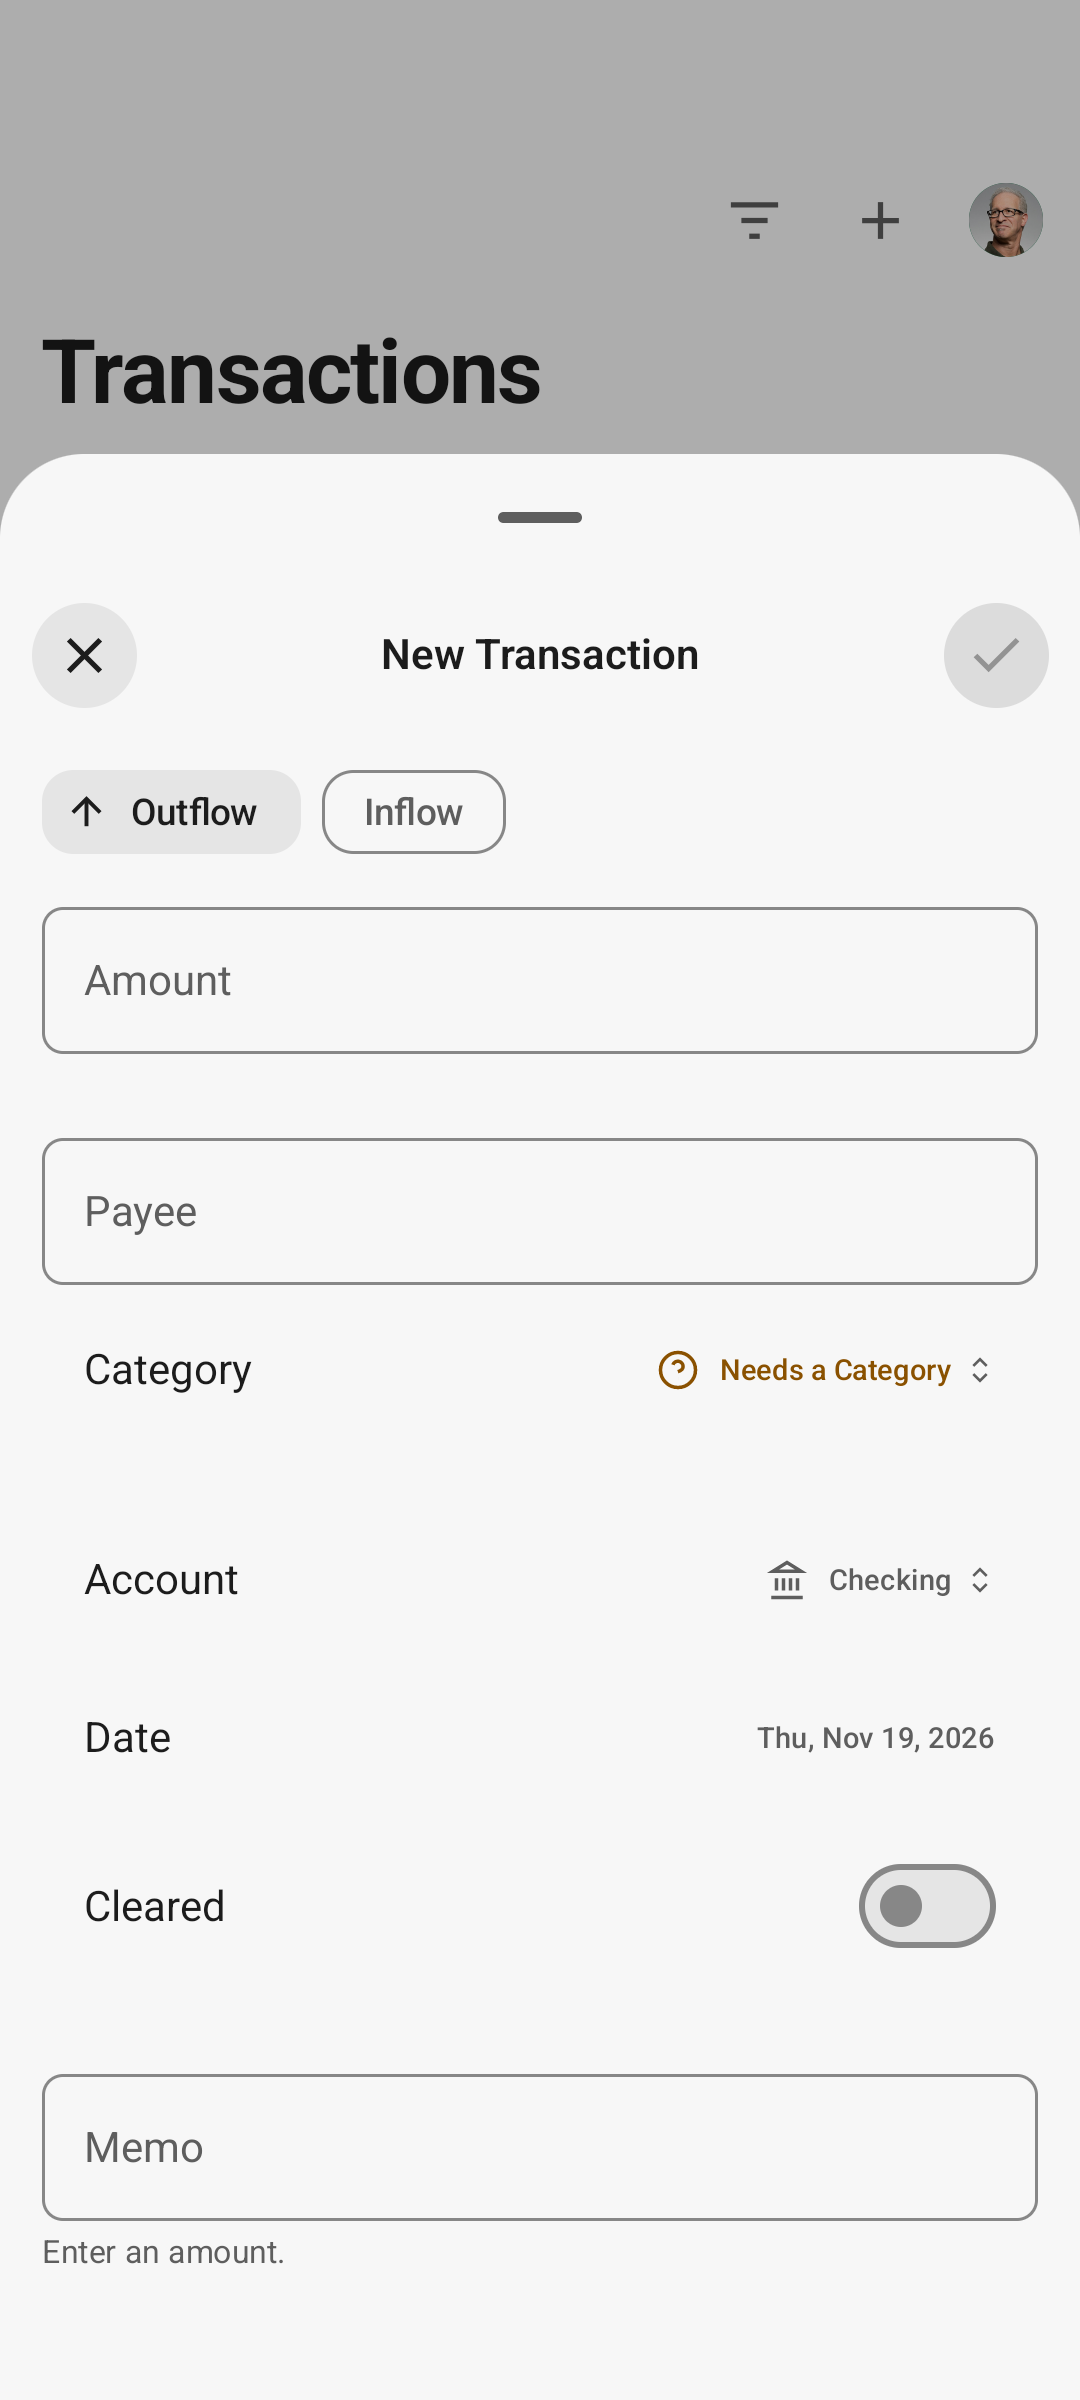 Transactions
New Transaction
Outflow
Inflow
Amount
Payee
Category
Needs a Category
Account
Checking
Date
Thu, Nov 19, 2026
Cleared
Memo
Enter an amount.